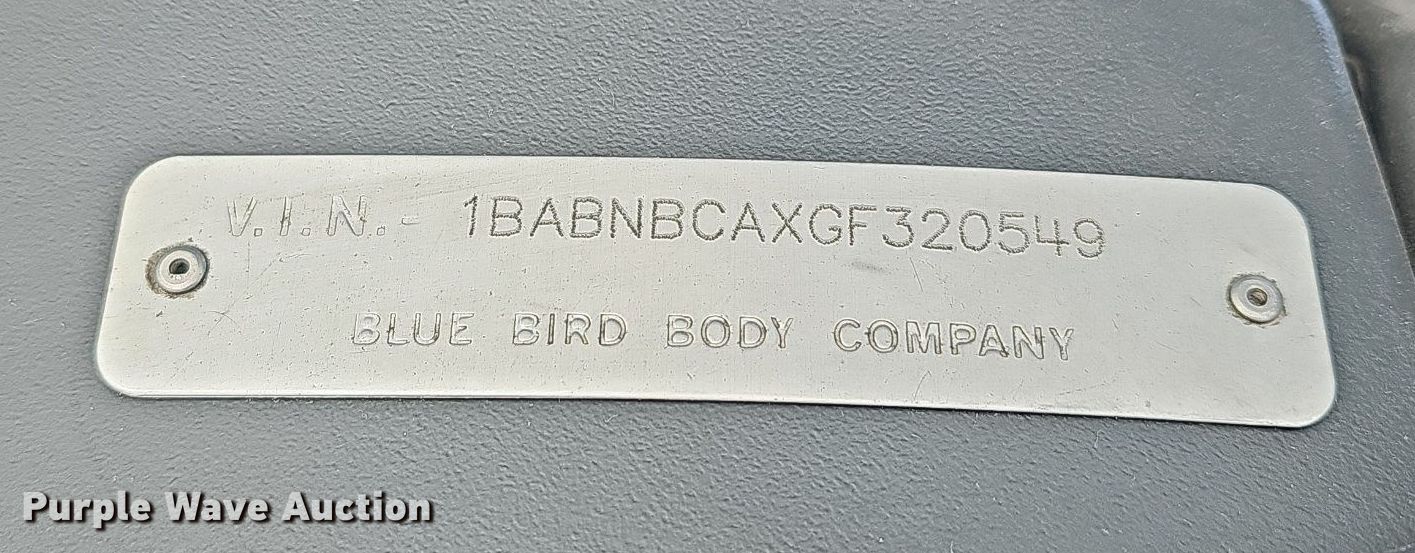 V.I.N.- 1BABNBCAXGF320549
BLUE BIRD BODY COMPANY
Purple Wave Auction